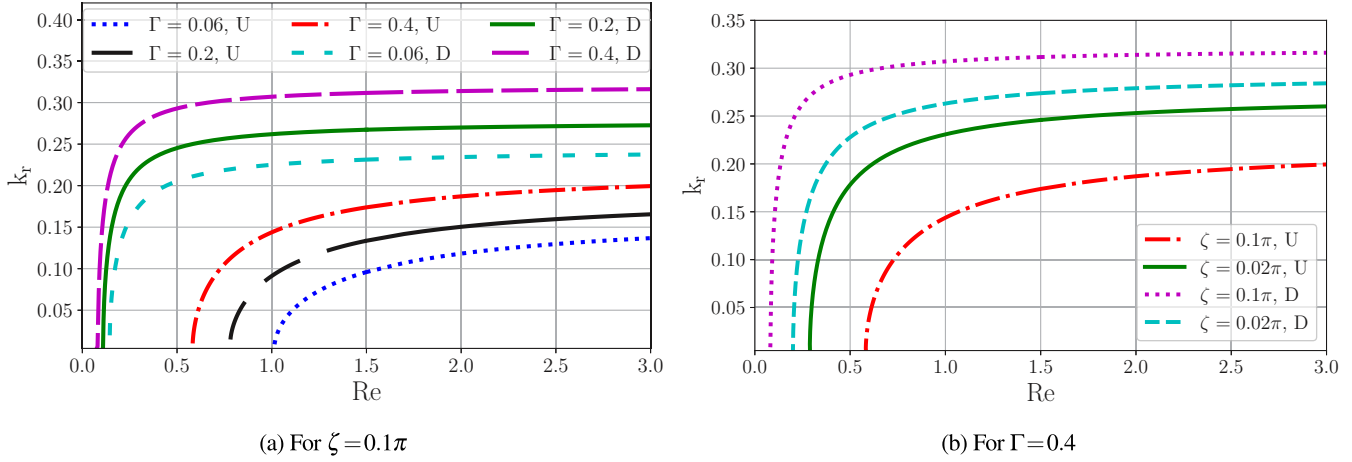 Γ = 0.06, U
Γ = 0.2, U
Γ = 0.4, U
Γ = 0.06, D
Γ = 0.2, D
Γ = 0.4, D
0.40
0.35
0.30
0.25
0.20
0.15
0.10
0.05
k_r
0.0 0.5 1.0 1.5 2.0 2.5 3.0
Re
(a) For ζ=0.1π
0.35
0.30
0.25
0.20
0.15
0.10
0.05
k_r
ζ = 0.1π, U
ζ = 0.02π, U
ζ = 0.1π, D
ζ = 0.02π, D
0.0 0.5 1.0 1.5 2.0 2.5 3.0
Re
(b) For Γ=0.4